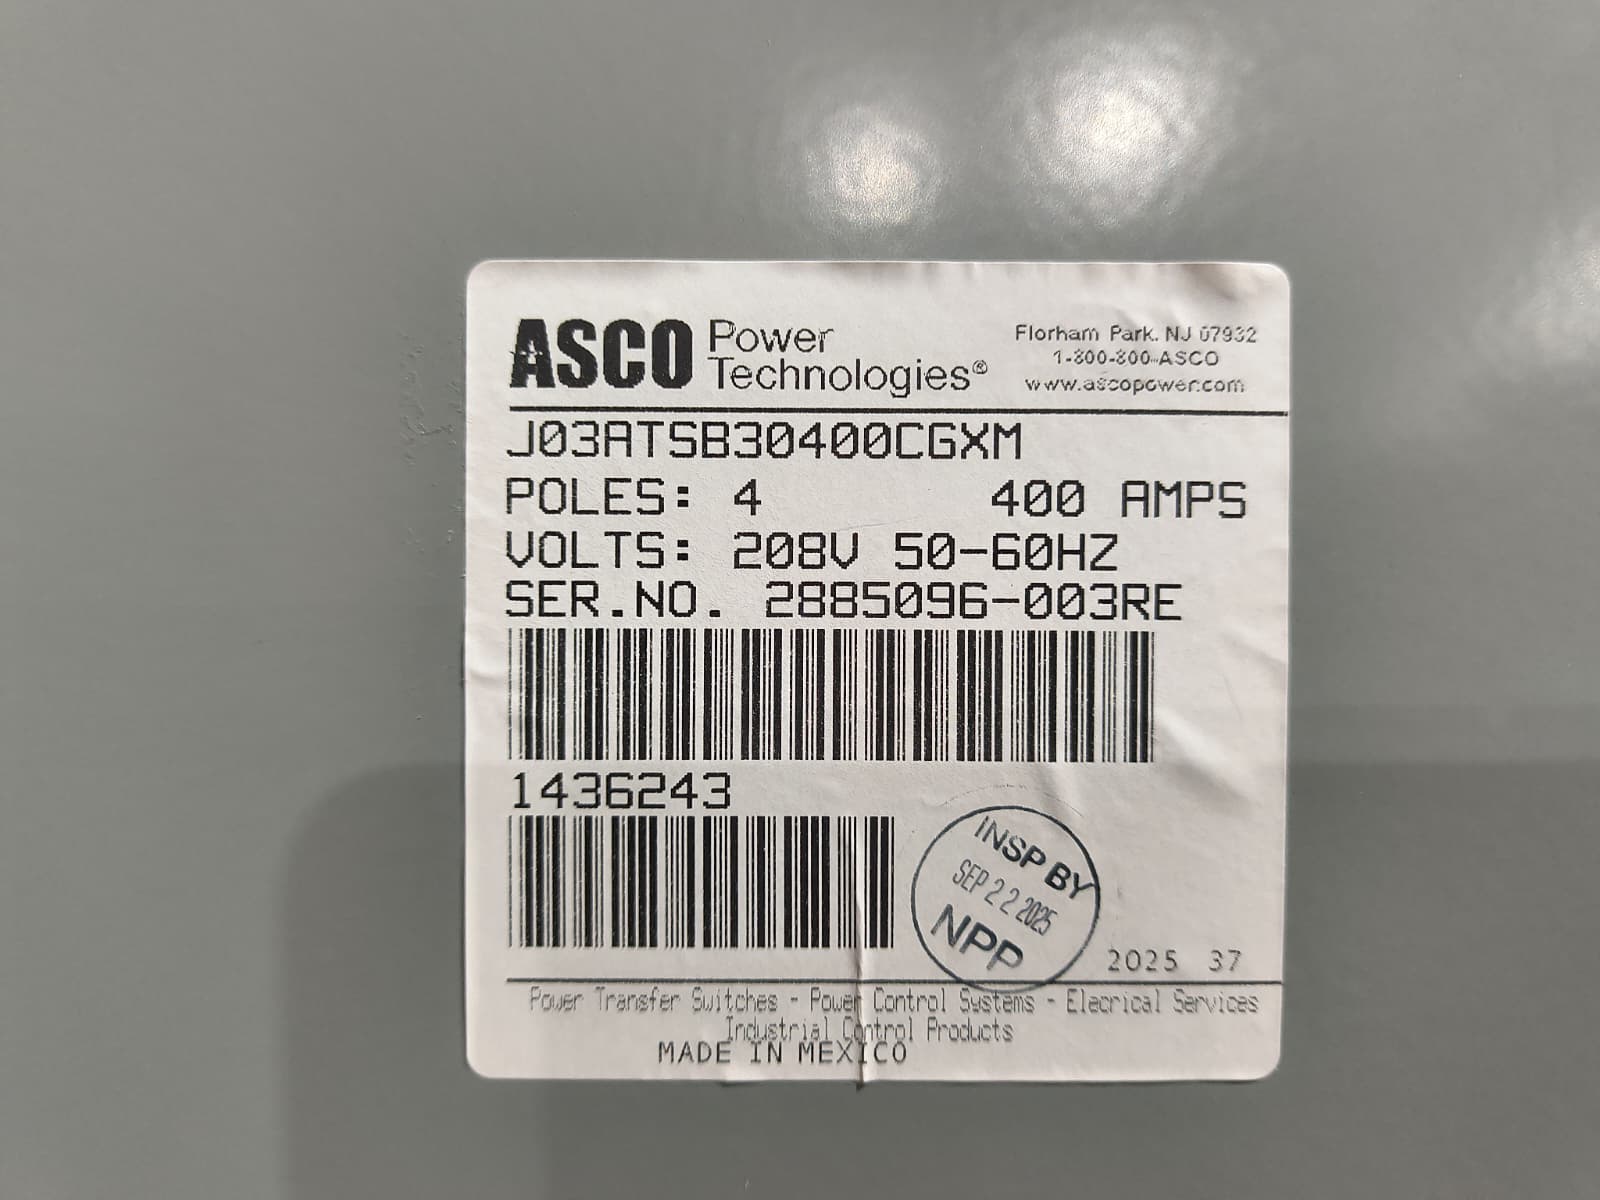 ASCO Power Technologies®
Florham Park. NJ 07932
1-800-800-ASCO
www.ascopower.com
J03ATSB30400CGXM
POLES: 4 400 AMPS
VOLTS: 208V 50-60HZ
SER.NO. 2885096-003RE
1436243
INSP BY
SEP 22 2025
NPP
2025 37
Power Transfer Switches - Power Control Systems - Elecrical Services
Industrial Control Products
MADE IN MEXICO